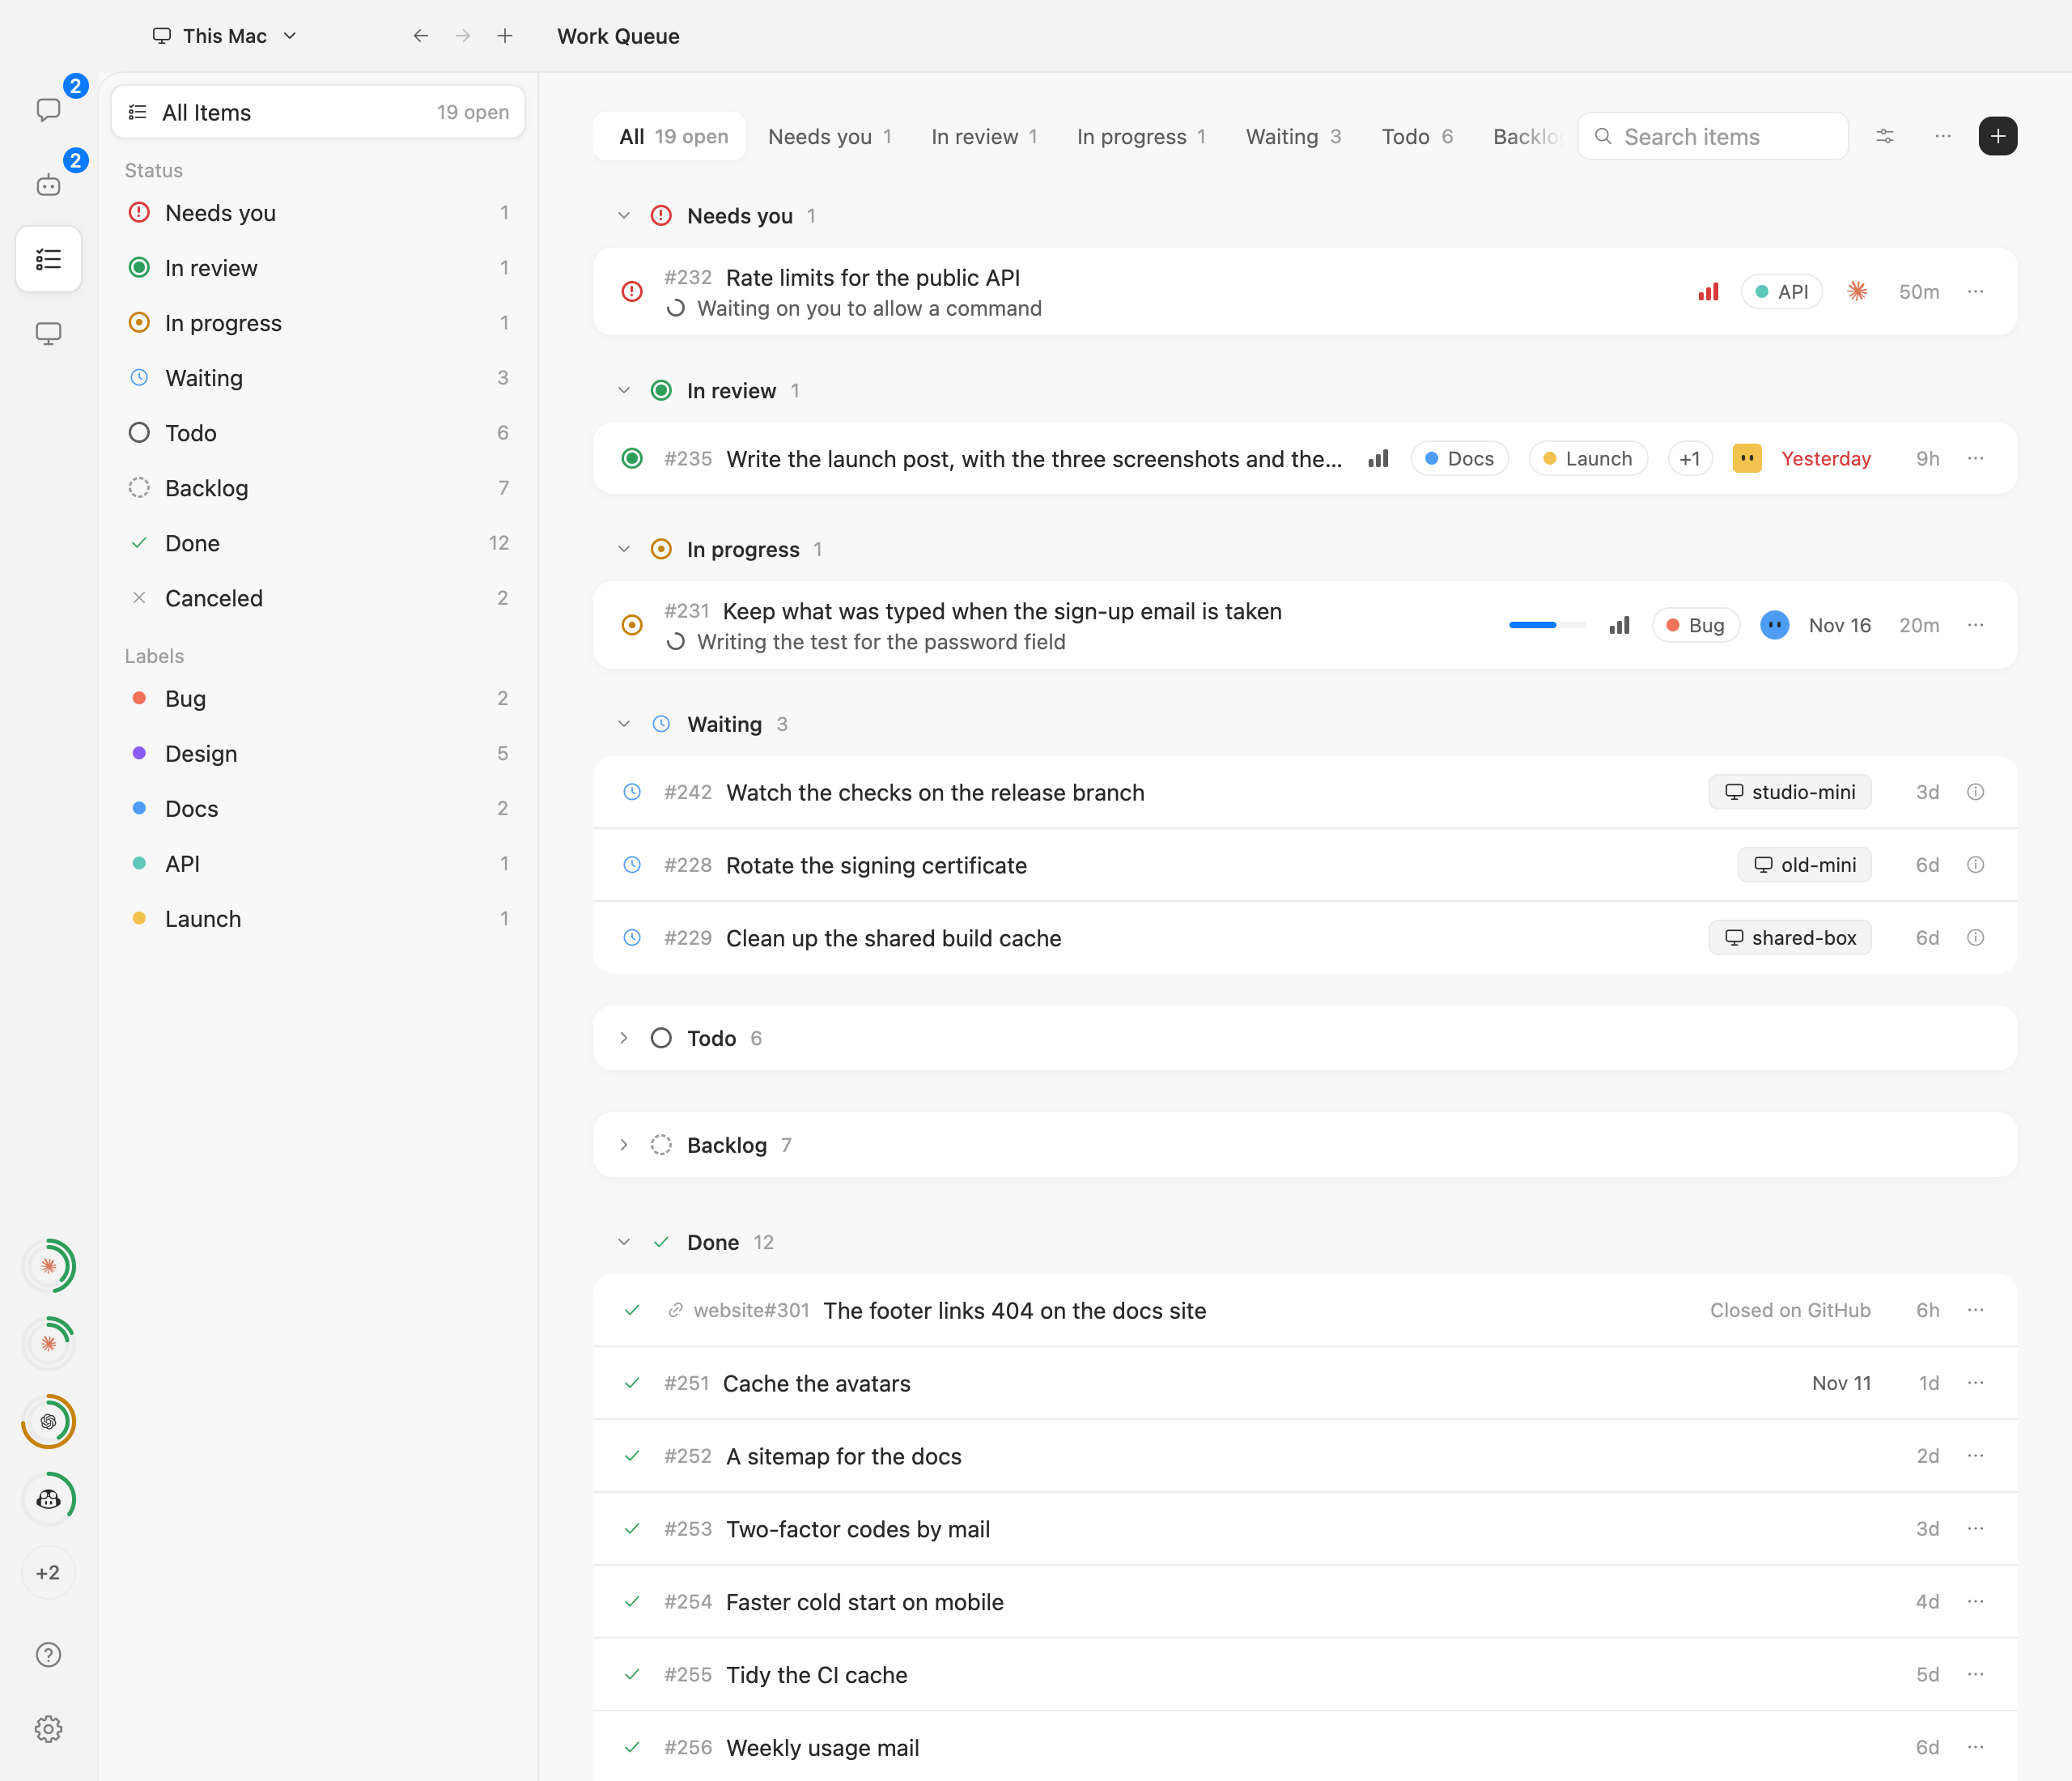 This Mac
Work Queue
2
2
All Items 19 open
Status
Needs you 1
In review 1
In progress 1
Waiting 3
Todo 6
Backlog 7
Done 12
Canceled 2
Labels
Bug 2
Design 5
Docs 2
API 1
Launch 1
+2
All 19 open Needs you 1 In review 1 In progress 1 Waiting 3 Todo 6 Backlo Search items
Needs you 1
#232 Rate limits for the public API API 50m
Waiting on you to allow a command
In review 1
#235 Write the launch post, with the three screenshots and the... Docs Launch +1 Yesterday 9h
In progress 1
#231 Keep what was typed when the sign-up email is taken Bug Nov 16 20m
Writing the test for the password field
Waiting 3
#242 Watch the checks on the release branch studio-mini 3d
#228 Rotate the signing certificate old-mini 6d
#229 Clean up the shared build cache shared-box 6d
Todo 6
Backlog 7
Done 12
website#301 The footer links 404 on the docs site Closed on GitHub 6h
#251 Cache the avatars Nov 11 1d
#252 A sitemap for the docs 2d
#253 Two-factor codes by mail 3d
#254 Faster cold start on mobile 4d
#255 Tidy the CI cache 5d
#256 Weekly usage mail 6d